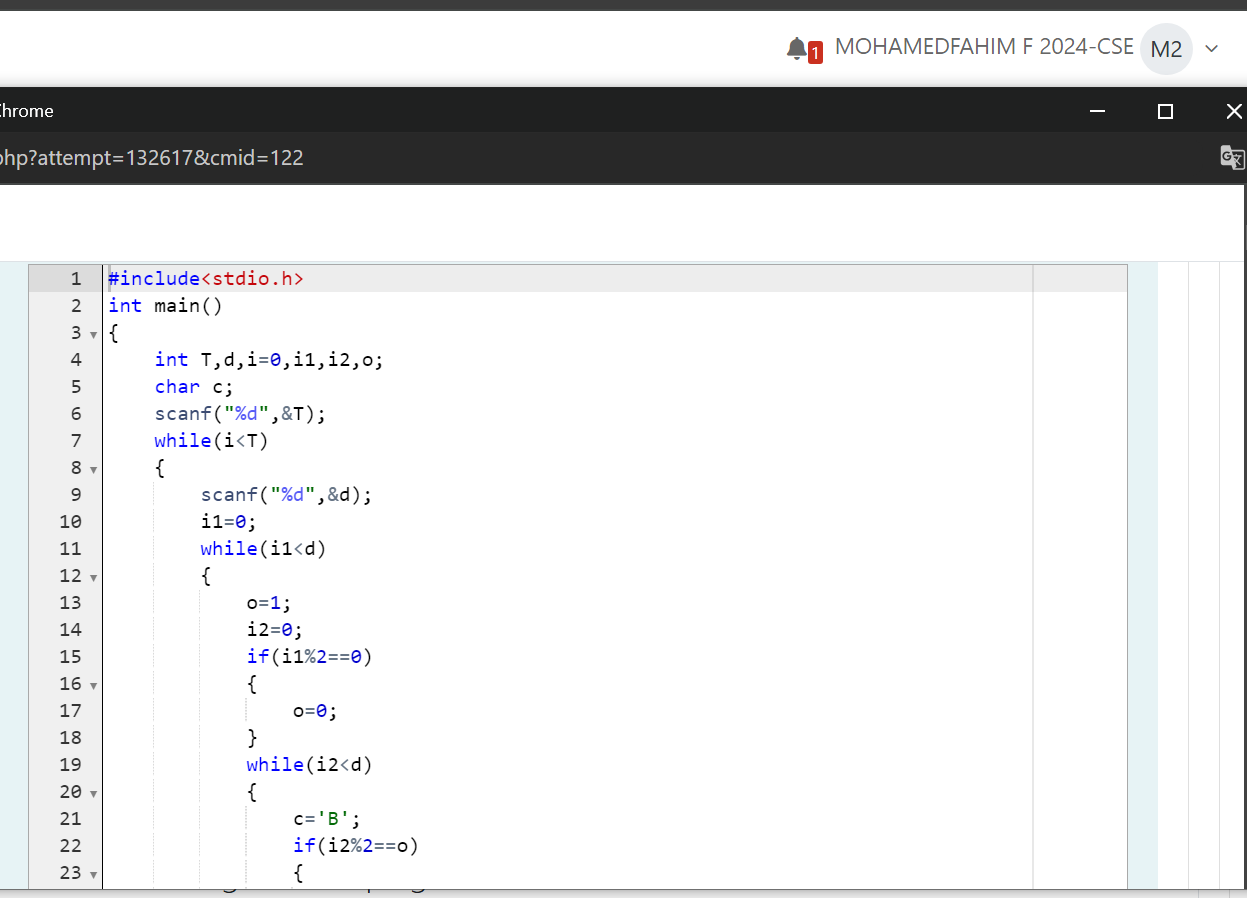 1 MOHAMEDFAHIM F 2024-CSE M2
hrome
php?attempt=132617&cmid=122
1 #include<stdio.h>
2 int main()
3 {
4 int T,d,i=0,i1,i2,o;
5 char c;
6 scanf("%d",&T);
7 while(i<T)
8 {
9 scanf("%d",&d);
10 i1=0;
11 while(i1<d)
12 {
13 o=1;
14 i2=0;
15 if(i1%2==0)
16 {
17 o=0;
18 }
19 while(i2<d)
20 {
21 c='B';
22 if(i2%2==o)
23 {